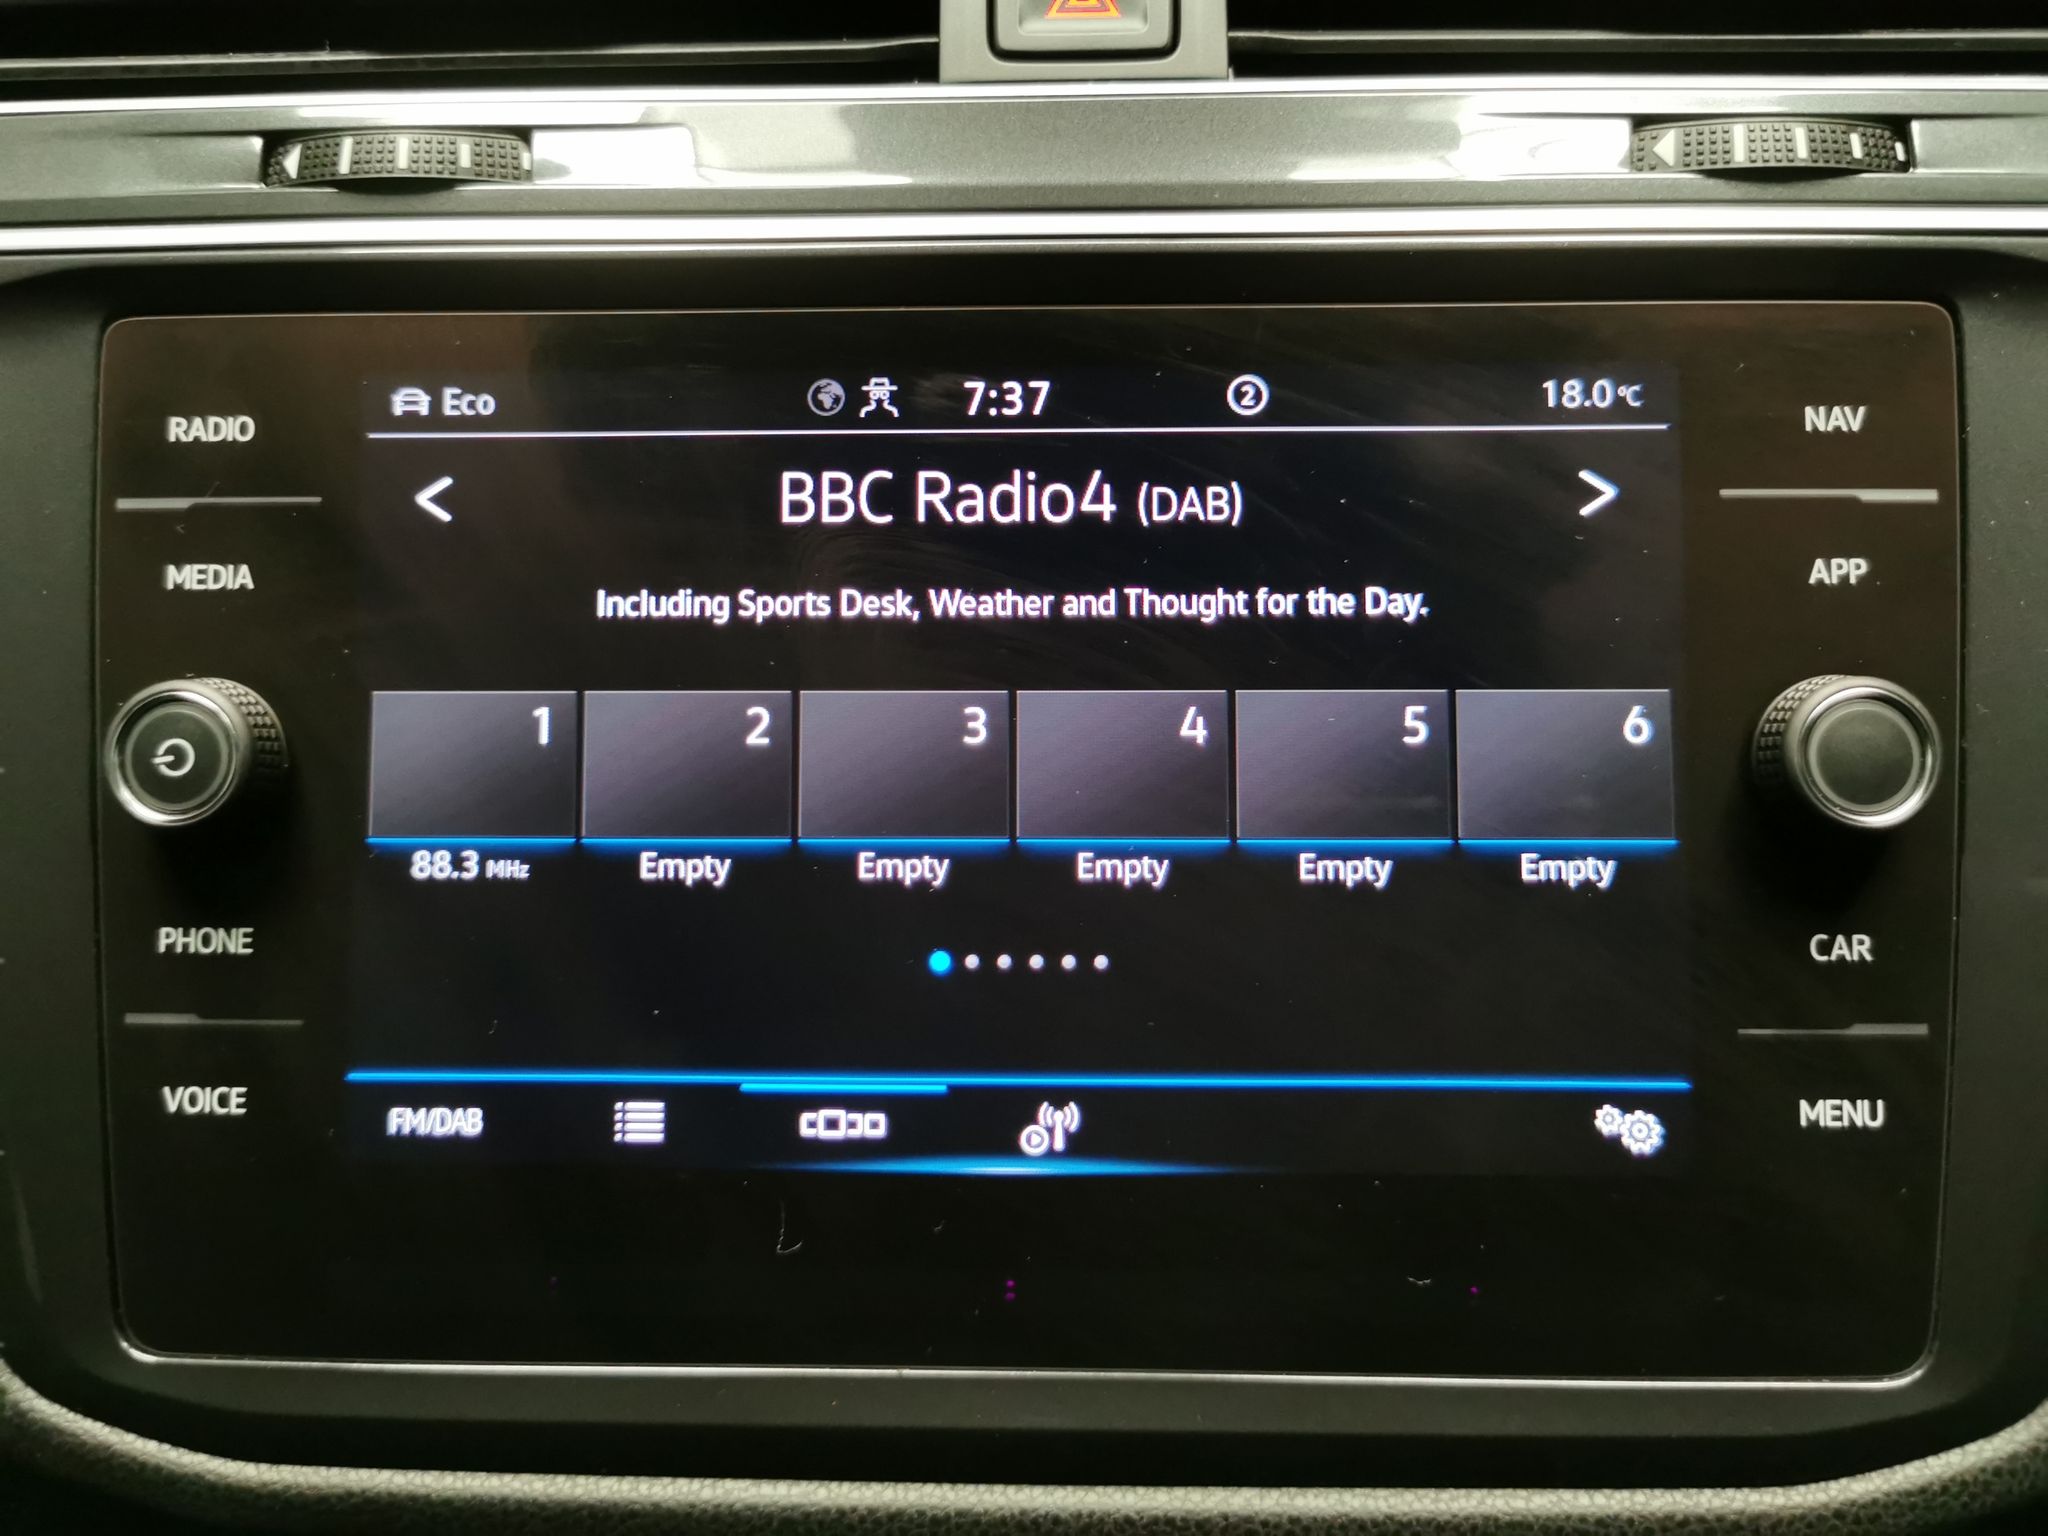 Eco 7:37 2 18.0°C
RADIO
NAV
BBC Radio4 (DAB)
MEDIA
APP
Including Sports Desk, Weather and Thought for the Day.
1 2 3 4 5 6
88.3 MHz Empty Empty Empty Empty Empty
PHONE
CAR
VOICE
FM/DAB
MENU